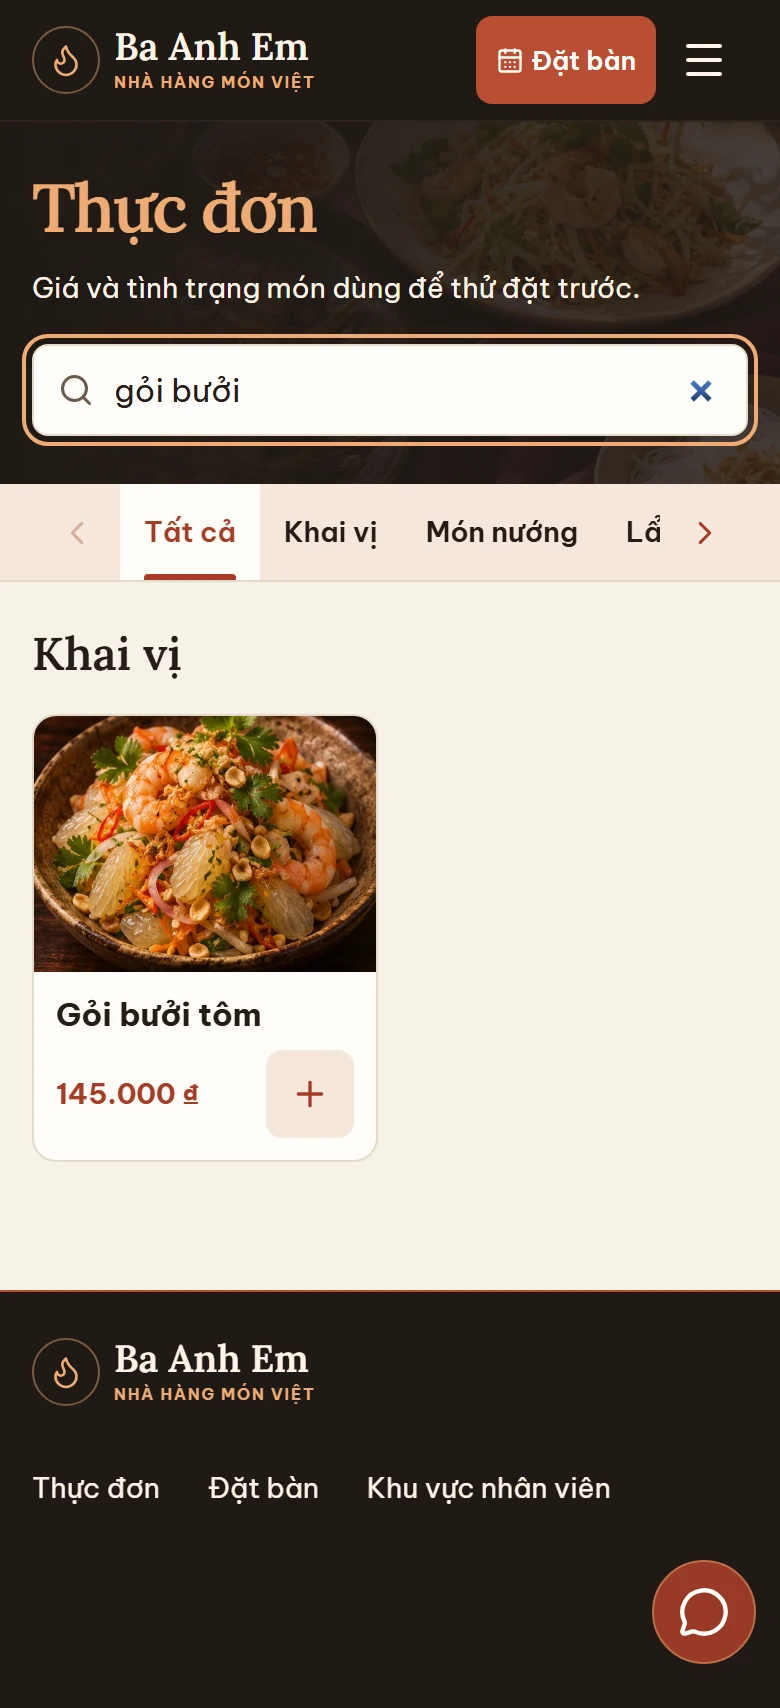 Ba Anh Em
NHÀ HÀNG MÓN VIỆT
Đặt bàn
Thực đơn
Giá và tình trạng món dùng để thử đặt trước.
gỏi bưởi
Tất cả
Khai vị
Món nướng
Lẩ
Khai vị
Gỏi bưởi tôm
145.000 ₫
Ba Anh Em
NHÀ HÀNG MÓN VIỆT
Thực đơn
Đặt bàn
Khu vực nhân viên